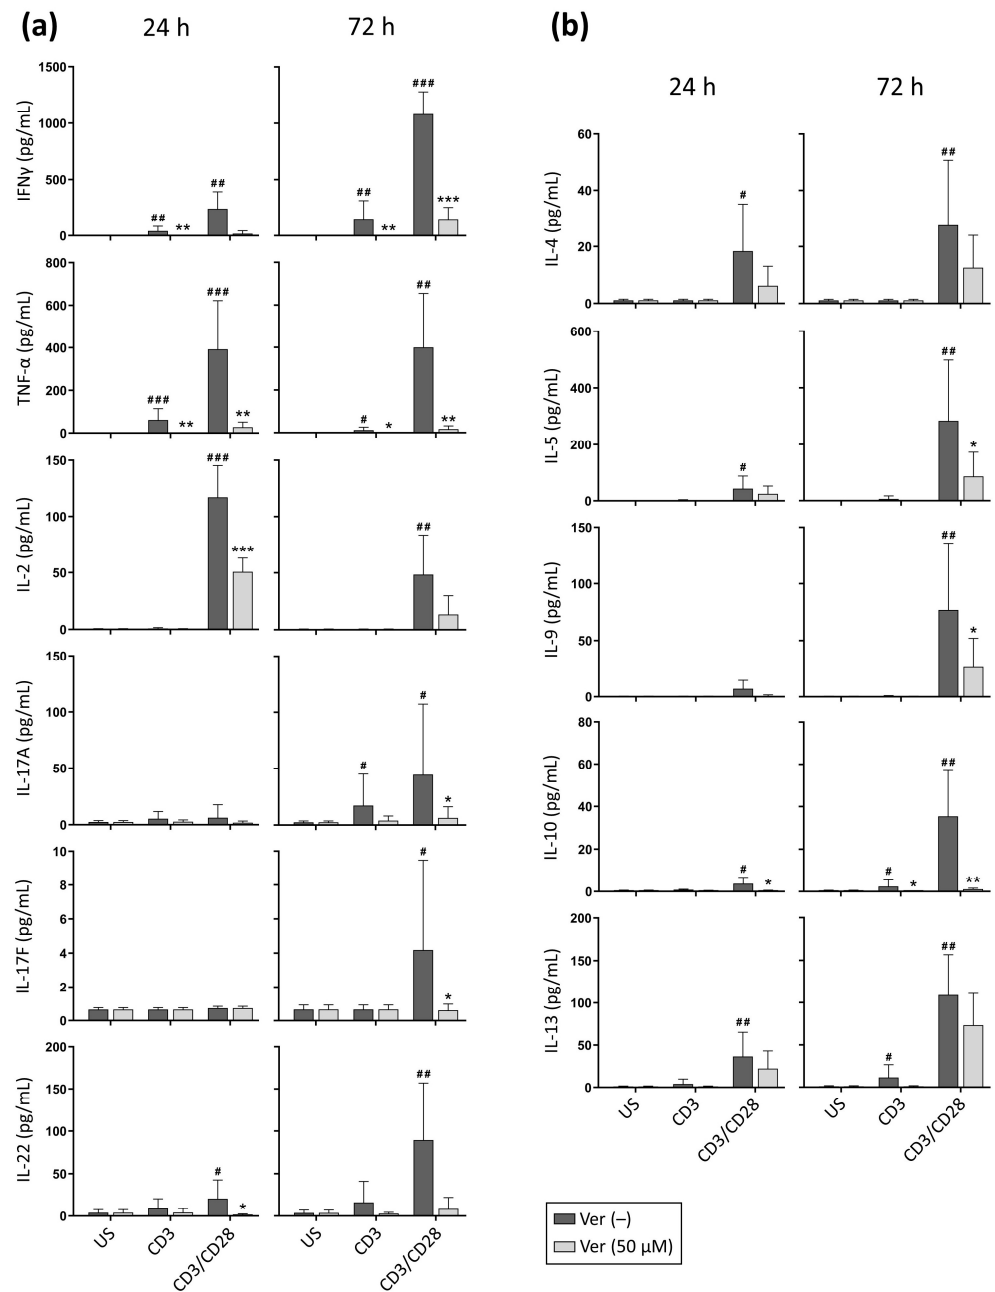 (a)
24 h
72 h
IFNγ (pg/mL)
1500
1000
500
0
##
**
##
##
**
###
***
TNF-α (pg/mL)
800
600
400
200
0
###
**
###
**
#
*
##
**
IL-2 (pg/mL)
150
100
50
0
###
***
##
IL-17A (pg/mL)
150
100
50
0
#
#
*
IL-17F (pg/mL)
10
8
6
4
2
0
#
*
IL-22 (pg/mL)
200
150
100
50
0
#
*
##
US
CD3
CD3/CD28
US
CD3
CD3/CD28
(b)
24 h
72 h
IL-4 (pg/mL)
60
40
20
0
#
##
IL-5 (pg/mL)
600
400
200
0
#
##
*
IL-9 (pg/mL)
150
100
50
0
##
*
IL-10 (pg/mL)
80
60
40
20
0
#
*
#
*
##
**
IL-13 (pg/mL)
200
150
100
50
0
##
#
##
US
CD3
CD3/CD28
US
CD3
CD3/CD28
Ver (–)
Ver (50 μM)